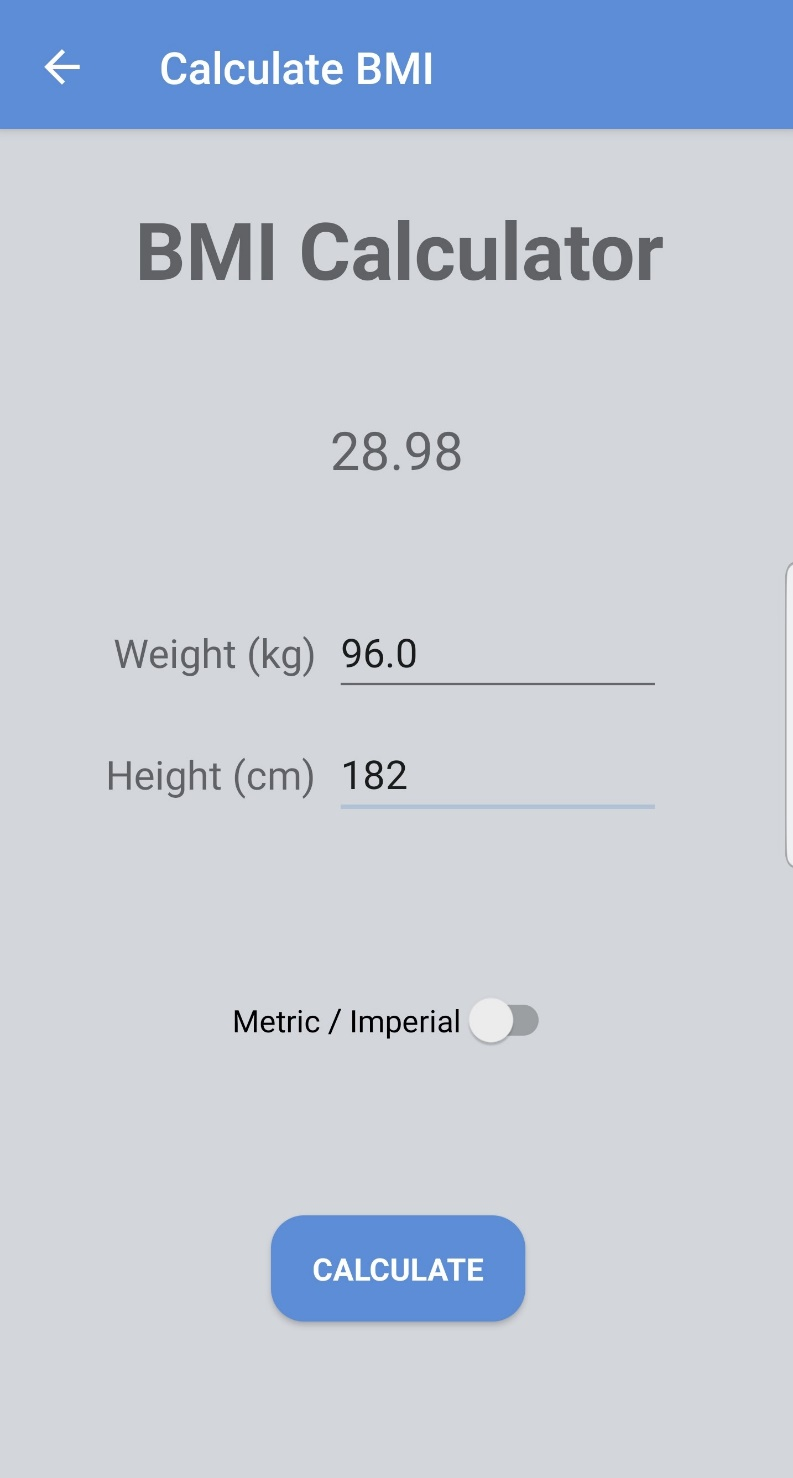 Calculate BMI
BMI Calculator
28.98
Weight (kg) 96.0
Height (cm) 182
Metric / Imperial
CALCULATE